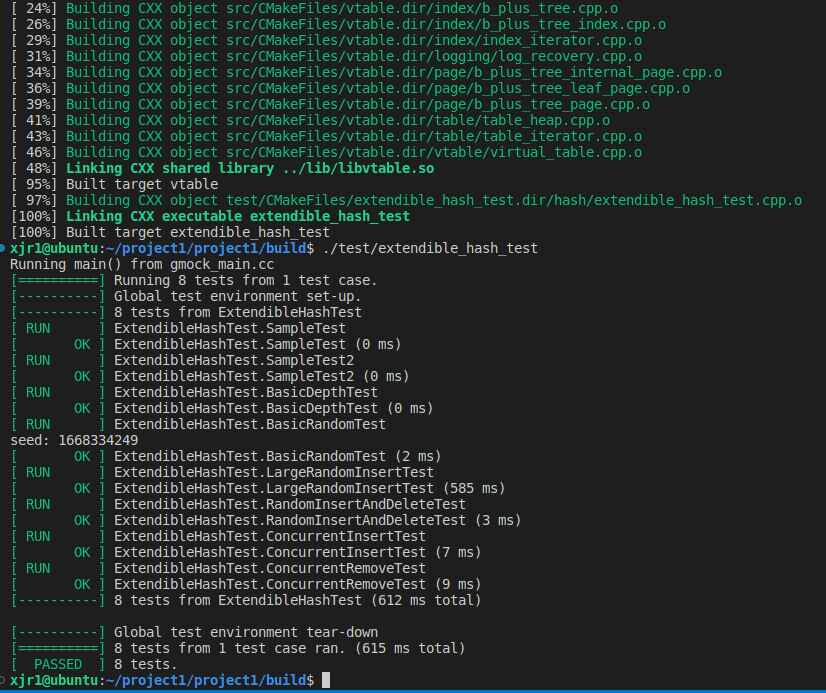 [ 24%] Building CXX object src/CMakeFiles/vtable.dir/index/b_plus_tree.cpp.o
[ 26%] Building CXX object src/CMakeFiles/vtable.dir/index/b_plus_tree_index.cpp.o
[ 29%] Building CXX object src/CMakeFiles/vtable.dir/index/index_iterator.cpp.o
[ 31%] Building CXX object src/CMakeFiles/vtable.dir/logging/log_recovery.cpp.o
[ 34%] Building CXX object src/CMakeFiles/vtable.dir/page/b_plus_tree_internal_page.cpp.o
[ 36%] Building CXX object src/CMakeFiles/vtable.dir/page/b_plus_tree_leaf_page.cpp.o
[ 39%] Building CXX object src/CMakeFiles/vtable.dir/page/b_plus_tree_page.cpp.o
[ 41%] Building CXX object src/CMakeFiles/vtable.dir/table/table_heap.cpp.o
[ 43%] Building CXX object src/CMakeFiles/vtable.dir/table/table_iterator.cpp.o
[ 46%] Building CXX object src/CMakeFiles/vtable.dir/vtable/virtual_table.cpp.o
[ 48%] Linking CXX shared library ../lib/libvtable.so
[ 95%] Built target vtable
[ 97%] Building CXX object test/CMakeFiles/extendible_hash_test.dir/hash/extendible_hash_test.cpp.o
[100%] Linking CXX executable extendible_hash_test
[100%] Built target extendible_hash_test
xjr1@ubuntu:~/project1/project1/build$ ./test/extendible_hash_test
Running main() from gmock_main.cc
[==========] Running 8 tests from 1 test case.
[----------] Global test environment set-up.
[----------] 8 tests from ExtendibleHashTest
[ RUN      ] ExtendibleHashTest.SampleTest
[       OK ] ExtendibleHashTest.SampleTest (0 ms)
[ RUN      ] ExtendibleHashTest.SampleTest2
[       OK ] ExtendibleHashTest.SampleTest2 (0 ms)
[ RUN      ] ExtendibleHashTest.BasicDepthTest
[       OK ] ExtendibleHashTest.BasicDepthTest (0 ms)
[ RUN      ] ExtendibleHashTest.BasicRandomTest
seed: 1668334249
[       OK ] ExtendibleHashTest.BasicRandomTest (2 ms)
[ RUN      ] ExtendibleHashTest.LargeRandomInsertTest
[       OK ] ExtendibleHashTest.LargeRandomInsertTest (585 ms)
[ RUN      ] ExtendibleHashTest.RandomInsertAndDeleteTest
[       OK ] ExtendibleHashTest.RandomInsertAndDeleteTest (3 ms)
[ RUN      ] ExtendibleHashTest.ConcurrentInsertTest
[       OK ] ExtendibleHashTest.ConcurrentInsertTest (7 ms)
[ RUN      ] ExtendibleHashTest.ConcurrentRemoveTest
[       OK ] ExtendibleHashTest.ConcurrentRemoveTest (9 ms)
[----------] 8 tests from ExtendibleHashTest (612 ms total)

[----------] Global test environment tear-down
[==========] 8 tests from 1 test case ran. (615 ms total)
[  PASSED  ] 8 tests.
xjr1@ubuntu:~/project1/project1/build$